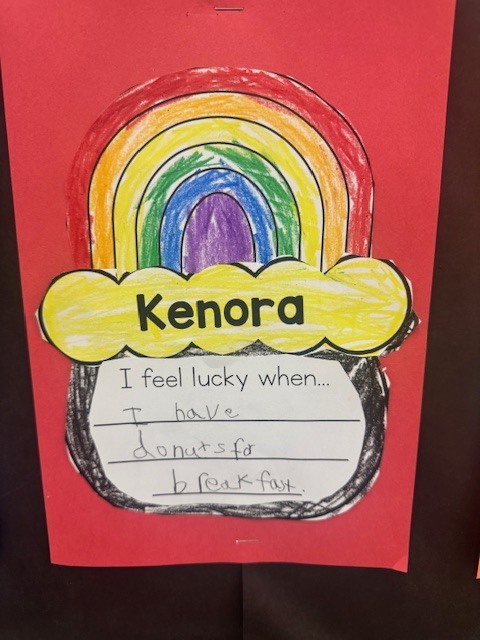 Kenora
I feel lucky when...
I have
donuts for
breakfast.